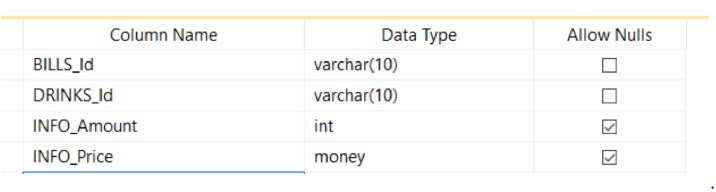 Column Name Data Type Allow Nulls
BILLS_Id varchar(10)
DRINKS_Id varchar(10)
INFO_Amount int
INFO_Price money